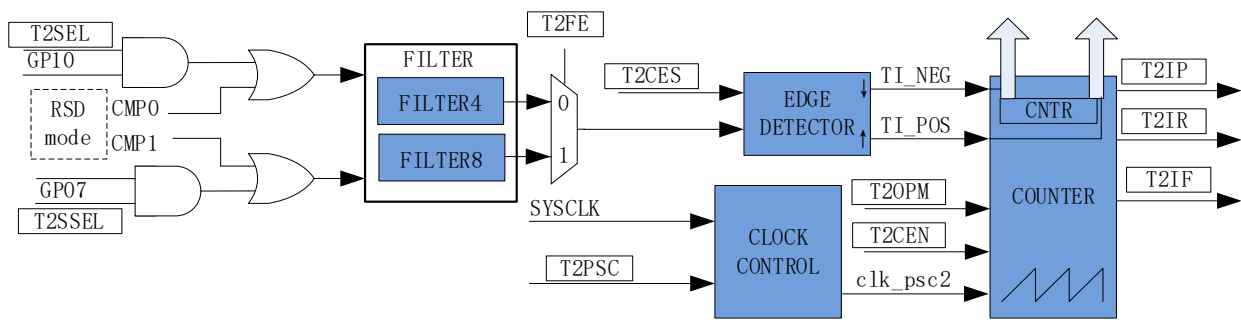 T2SEL
GP10
RSD
mode
CMP0
CMP1
GP07
T2SSEL
FILTER
FILTER4
FILTER8
T2FE
0
1
T2CES
EDGE
DETECTOR
TI_NEG
TI_POS
SYSCLK
T2PSC
CLOCK
CONTROL
T2OPM
T2CEN
clk_psc2
CNTR
COUNTER
T2IP
T2IR
T2IF